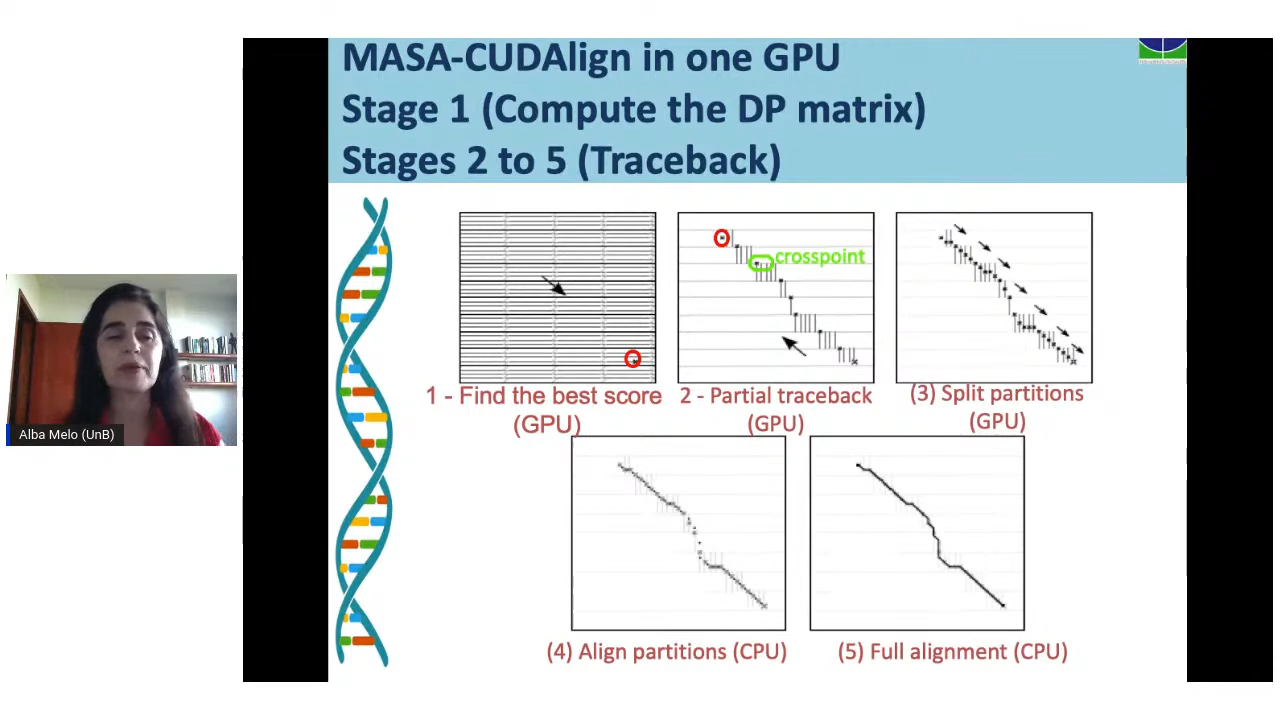 MASA-CUDAlign in one GPU
Stage 1 (Compute the DP matrix)
Stages 2 to 5 (Traceback)
crosspoint
1 - Find the best score
(GPU)
2 - Partial traceback
(GPU)
(3) Split partitions
(GPU)
(4) Align partitions (CPU)
(5) Full alignment (CPU)
Alba Melo (UnB)